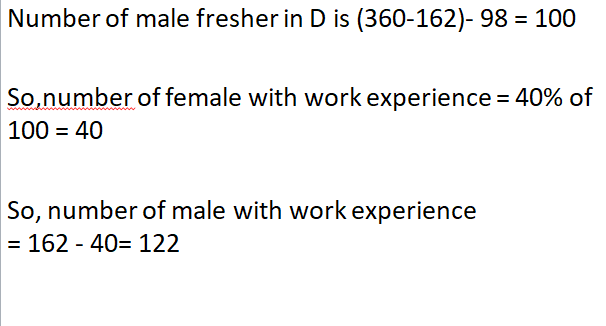 Number of male fresher in D is (360-162)- 98 = 100
So,number of female with work experience = 40% of
100 = 40
So, number of male with work experience
= 162 - 40= 122